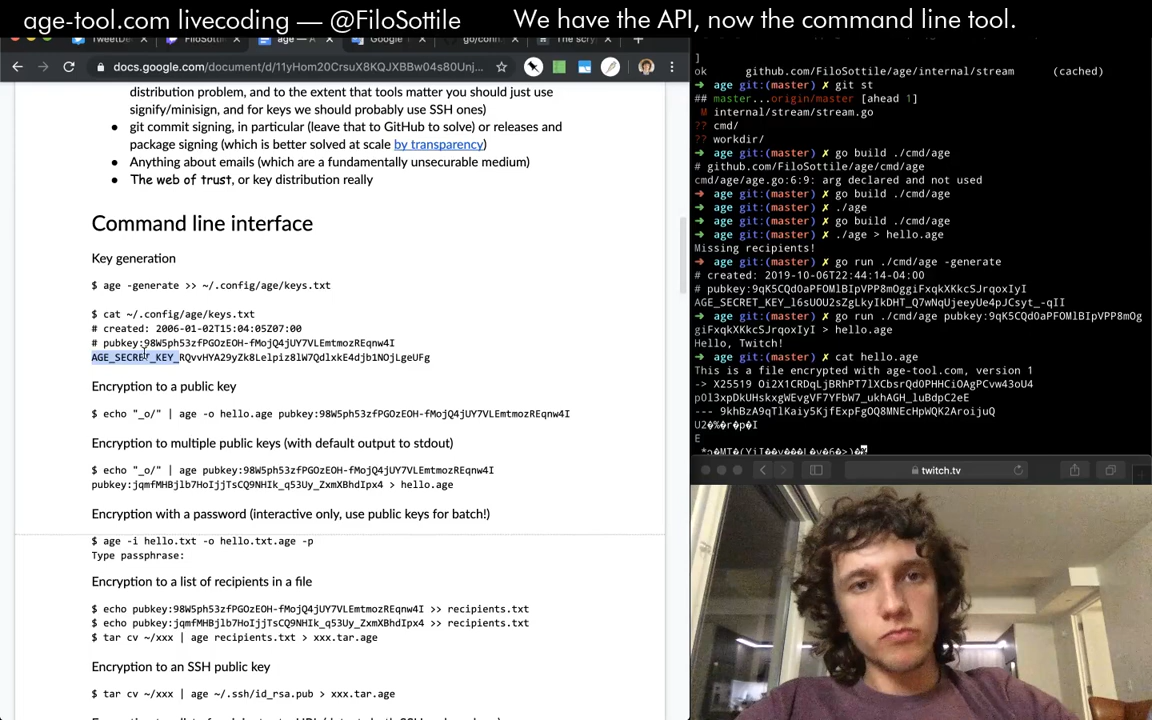 age-tool.com livecoding — @FiloSottile
We have the API, now the command line tool.
docs.google.com/document/d/11yHom20CrsuX8KQJXBBw04s80Unj...
distribution problem, and to the extent that tools matter you should just use
signify/minisign, and for keys we should probably use SSH ones)
git commit signing, in particular (leave that to GitHub to solve) or releases and
package signing (which is better solved at scale by transparency)
Anything about emails (which are a fundamentally unsecurable medium)
The web of trust, or key distribution really
Command line interface
Key generation
$ age -generate >> ~/.config/age/keys.txt
$ cat ~/.config/age/keys.txt
# created: 2006-01-02T15:04:05Z07:00
# pubkey:98W5ph53zfPGOzEOH-fMojQ4jUY7VLEmtmozREqnw4I
AGE_SECRET_KEY_RQvvHYA29yZk8Lelpiz8lW7QdlxkE4djb1NOjLgeUFg
Encryption to a public key
$ echo "_o/" | age -o hello.age pubkey:98W5ph53zfPGOzEOH-fMojQ4jUY7VLEmtmozREqnw4I
Encryption to multiple public keys (with default output to stdout)
$ echo "_o/" | age pubkey:98W5ph53zfPGOzEOH-fMojQ4jUY7VLEmtmozREqnw4I
pubkey:jqmfMHBjlb7HoIjjTsCQ9NHIk_q53Uy_ZxmXBhdIpx4 > hello.age
Encryption with a password (interactive only, use public keys for batch!)
$ age -i hello.txt -o hello.txt.age -p
Type passphrase:
Encryption to a list of recipients in a file
$ echo pubkey:98W5ph53zfPGOzEOH-fMojQ4jUY7VLEmtmozREqnw4I >> recipients.txt
$ echo pubkey:jqmfMHBjlb7HoIjjTsCQ9NHIk_q53Uy_ZxmXBhdIpx4 >> recipients.txt
$ tar cv ~/xxx | age recipients.txt > xxx.tar.age
Encryption to an SSH public key
$ tar cv ~/xxx | age ~/.ssh/id_rsa.pub > xxx.tar.age
]
ok github.com/FiloSottile/age/internal/stream (cached)
➜ age git:(master) ✗ git st
## master...origin/master [ahead 1]
M internal/stream/stream.go
?? cmd/
?? workdir/
➜ age git:(master) ✗ go build ./cmd/age
# github.com/FiloSottile/age/cmd/age
cmd/age/age.go:6:9: arg declared and not used
➜ age git:(master) ✗ go build ./cmd/age
➜ age git:(master) ✗ ./age
➜ age git:(master) ✗ go build ./cmd/age
➜ age git:(master) ✗ ./age > hello.age
Missing recipients!
➜ age git:(master) ✗ go run ./cmd/age -generate
# created: 2019-10-06T22:44:14-04:00
# pubkey:9qK5CQdOaPFOMlBIpVPP8mOggiFxqkXKkcSJrqoxIyI
AGE_SECRET_KEY_l6sUOU2sZgLkyIkDHT_Q7wNqUjeeyUe4pJCsyt_-qII
➜ age git:(master) ✗ go run ./cmd/age pubkey:9qK5CQdOaPFOMlBIpVPP8mOg
giFxqkXKkcSJrqoxIyI > hello.age
Hello, Twitch!
➜ age git:(master) ✗ cat hello.age
This is a file encrypted with age-tool.com, version 1
-> X25519 Oi2X1CRDqLjBRhPT7lXCbsrQdOPHHCiOAgPCvw43oU4
pOl3xpDkUHskxgWEvgVF7YFbW7_ukhAGH_luBdpC2eE
--- 9khBzA9qTlKaiy5KjfExpFgOQ8MNEcHpWQK2AroijuQ
twitch.tv